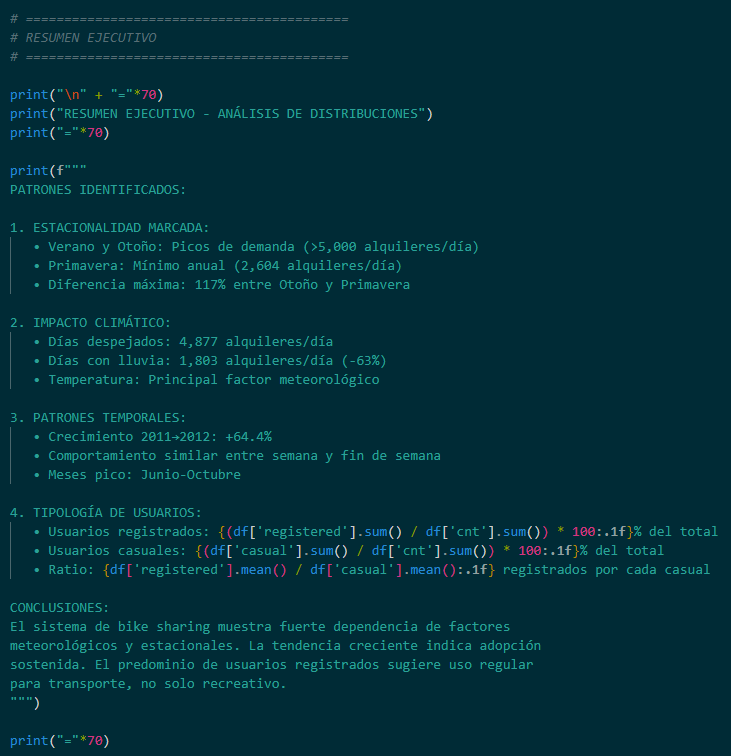 # ==========================================
# RESUMEN EJECUTIVO
# ==========================================
print("\n" + "="*70)
print("RESUMEN EJECUTIVO - ANÁLISIS DE DISTRIBUCIONES")
print("="*70)
print(f"""
PATRONES IDENTIFICADOS:
1. ESTACIONALIDAD MARCADA:
• Verano y Otoño: Picos de demanda (>5,000 alquileres/día)
• Primavera: Mínimo anual (2,604 alquileres/día)
• Diferencia máxima: 117% entre Otoño y Primavera
2. IMPACTO CLIMÁTICO:
• Días despejados: 4,877 alquileres/día
• Días con lluvia: 1,803 alquileres/día (-63%)
• Temperatura: Principal factor meteorológico
3. PATRONES TEMPORALES:
• Crecimiento 2011→2012: +64.4%
• Comportamiento similar entre semana y fin de semana
• Meses pico: Junio-Octubre
4. TIPOLOGÍA DE USUARIOS:
• Usuarios registrados: {(df['registered'].sum() / df['cnt'].sum()) * 100:.1f}% del total
• Usuarios casuales: {(df['casual'].sum() / df['cnt'].sum()) * 100:.1f}% del total
• Ratio: {df['registered'].mean() / df['casual'].mean():.1f} registrados por cada casual
CONCLUSIONES:
El sistema de bike sharing muestra fuerte dependencia de factores
meteorológicos y estacionales. La tendencia creciente indica adopción
sostenida. El predominio de usuarios registrados sugiere uso regular
para transporte, no solo recreativo.
""")
print("="*70)